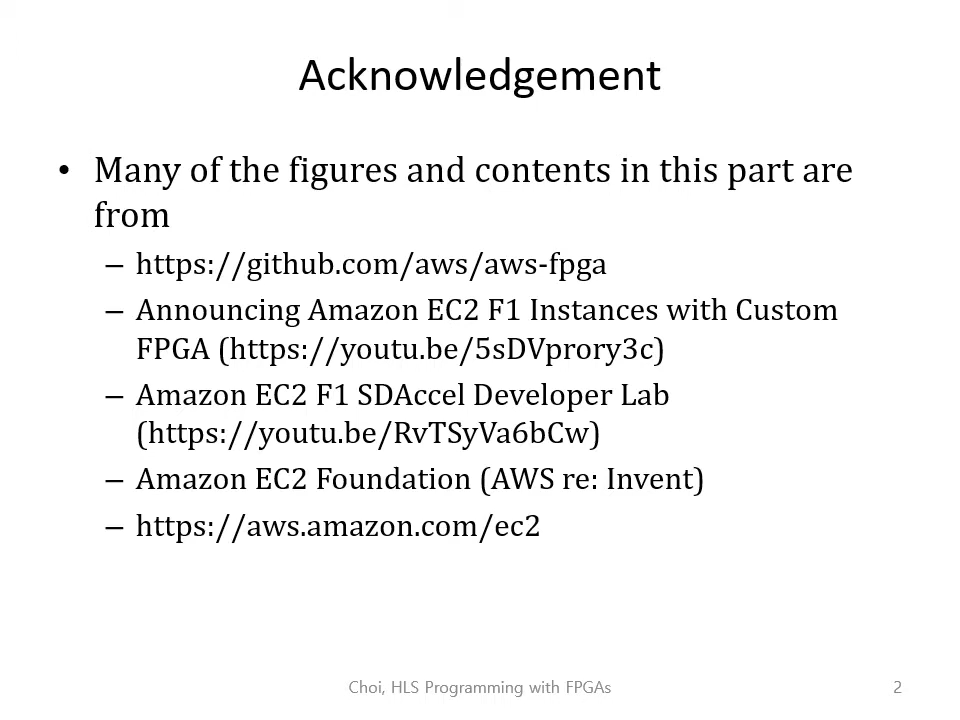 Acknowledgement
• Many of the figures and contents in this part are
from
– https://github.com/aws/aws-fpga
– Announcing Amazon EC2 F1 Instances with Custom
FPGA (https://youtu.be/5sDVprory3c)
– Amazon EC2 F1 SDAccel Developer Lab
(https://youtu.be/RvTSyVa6bCw)
– Amazon EC2 Foundation (AWS re: Invent)
– https://aws.amazon.com/ec2
Choi, HLS Programming with FPGAs
2